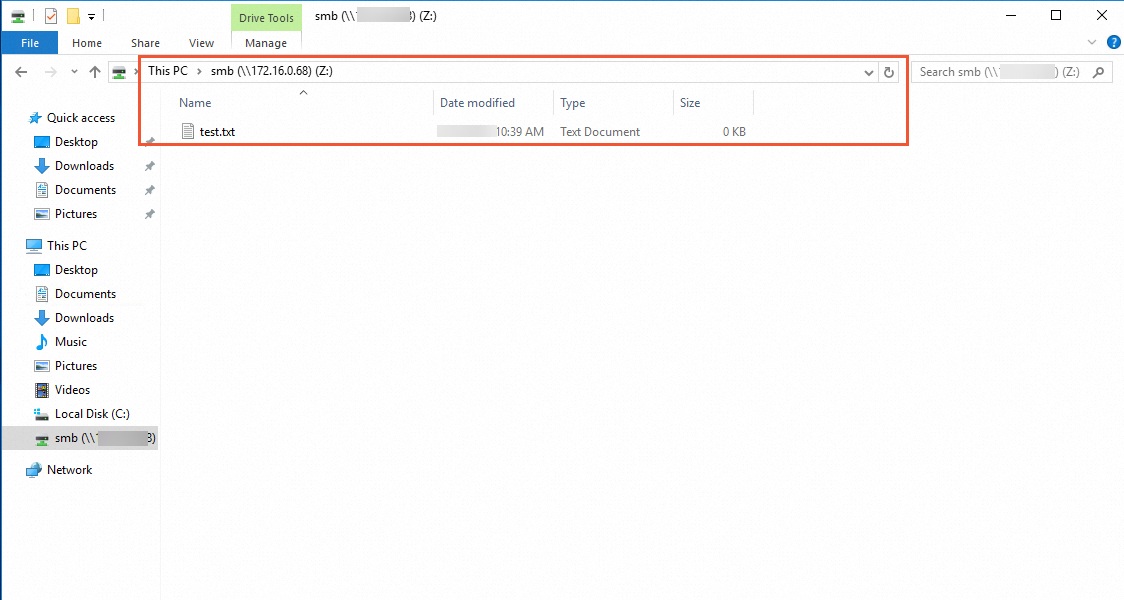 Drive Tools
smb (\\ ) (Z:)
File Home Share View Manage
This PC > smb (\\172.16.0.68) (Z:)
Search smb (\\ ) (Z:)
Name Date modified Type Size
test.txt 10:39 AM Text Document 0 KB
Quick access
Desktop
Downloads
Documents
Pictures
This PC
Desktop
Documents
Downloads
Music
Pictures
Videos
Local Disk (C:)
smb (\\ 8)
Network